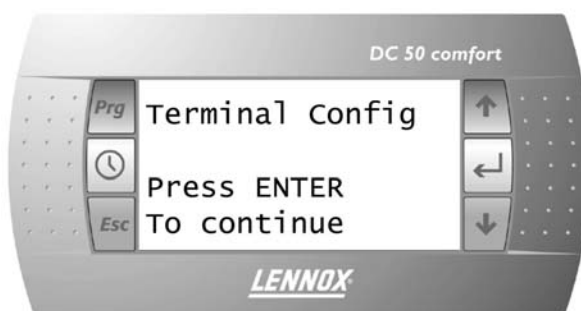 DC 50 comfort
Prg
Terminal Config
Press ENTER
Esc
To continue
LENNOX